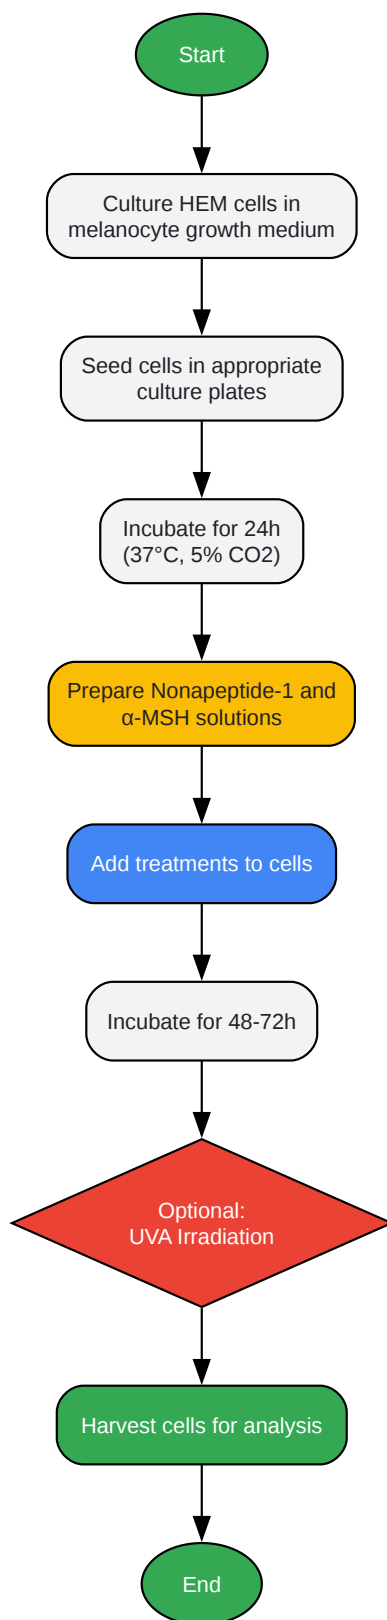 Start
Culture HEM cells in
melanocyte growth medium
Seed cells in appropriate
culture plates
Incubate for 24h
(37°C, 5% CO2)
Prepare Nonapeptide-1 and
α-MSH solutions
Add treatments to cells
Incubate for 48-72h
Optional:
UVA Irradiation
Harvest cells for analysis
End